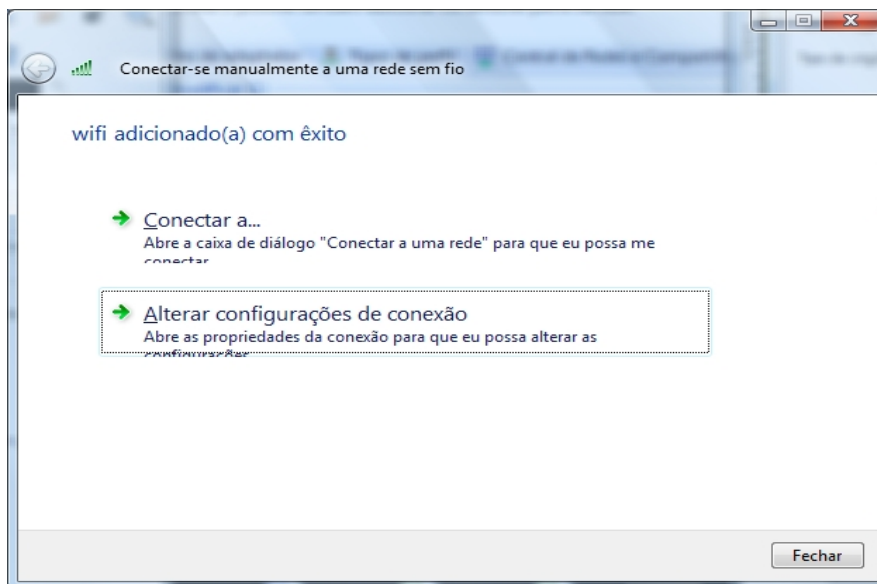 Conectar-se manualmente a uma rede sem fio
wifi adicionado(a) com êxito
Conectar a...
Abre a caixa de diálogo "Conectar a uma rede" para que eu possa me
conectar
Alterar configurações de conexão
Abre as propriedades da conexão para que eu possa alterar as
configurações
Fechar